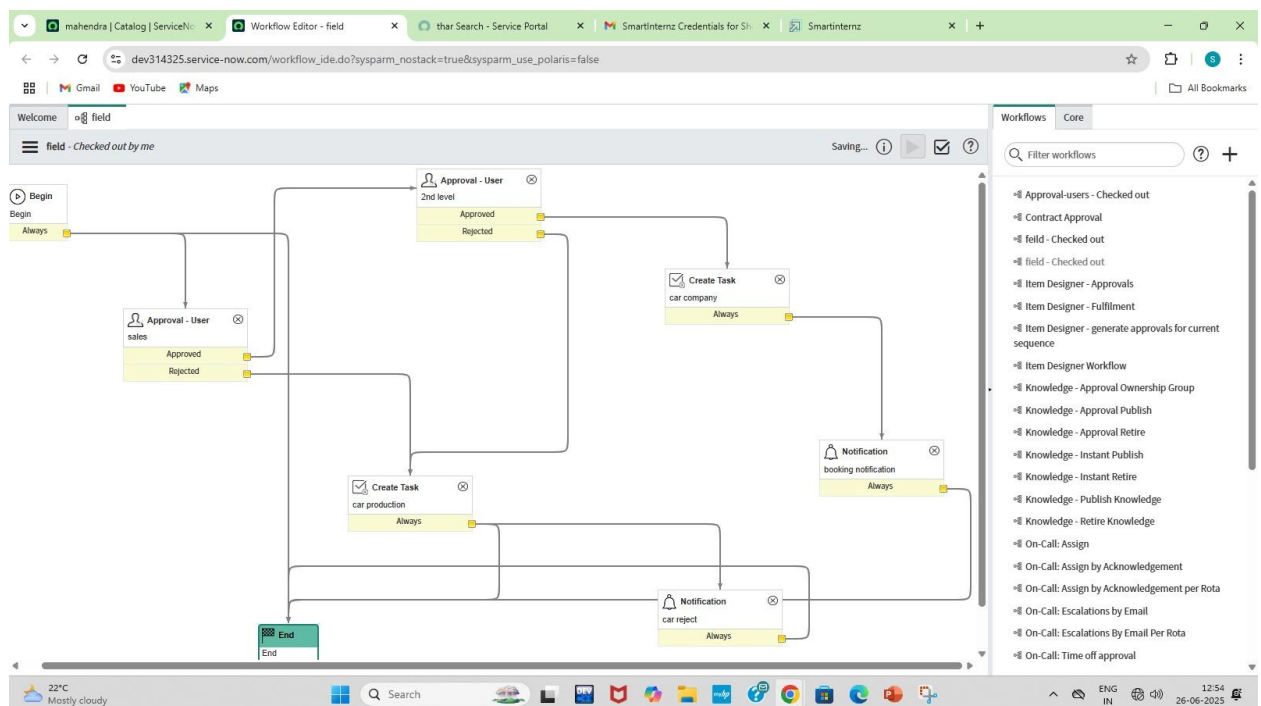 mahendra | Catalog | ServiceNo
Workflow Editor - field
thar Search - Service Portal
SmartInternz Credentials for Sh
Smartinternz
dev314325.service-now.com/workflow_ide.do?sysparm_nostack=true&sysparm_use_polaris=false
S
Gmail
YouTube
Maps
All Bookmarks
Welcome
field
Workflows
Core
field - Checked out by me
Saving...
Filter workflows
Begin
Begin
Always
Approval - User
2nd level
Approved
Rejected
Create Task
car company
Always
Approval - User
sales
Approved
Rejected
Notification
booking notification
Always
Create Task
car production
Always
Notification
car reject
Always
End
End
Approval-users - Checked out
Contract Approval
feild - Checked out
field - Checked out
Item Designer - Approvals
Item Designer - Fulfilment
Item Designer - generate approvals for current
sequence
Item Designer Workflow
Knowledge - Approval Ownership Group
Knowledge - Approval Publish
Knowledge - Approval Retire
Knowledge - Instant Publish
Knowledge - Instant Retire
Knowledge - Publish Knowledge
Knowledge - Retire Knowledge
On-Call: Assign
On-Call: Assign by Acknowledgement
On-Call: Assign by Acknowledgement per Rota
On-Call: Escalations by Email
On-Call: Escalations By Email Per Rota
On-Call: Time off approval
22°C
Mostly cloudy
Search
DEV
myhp
ENG
IN
12:54
26-06-2025